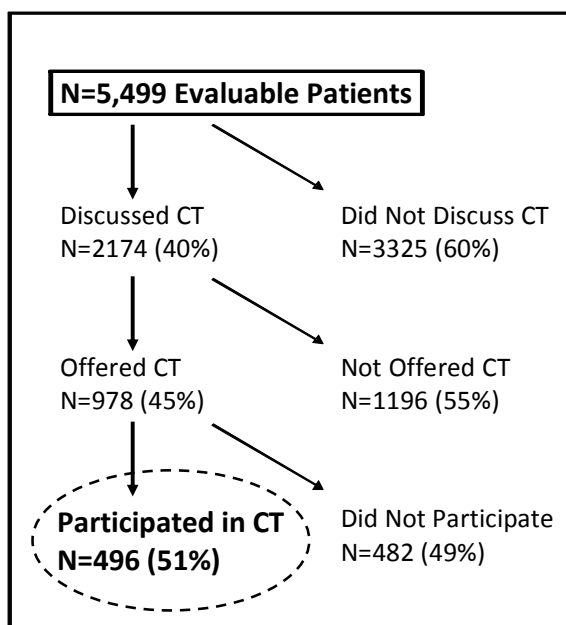 N=5,499 Evaluable Patients
Discussed CT
N=2174 (40%)
Did Not Discuss CT
N=3325 (60%)
Offered CT
N=978 (45%)
Not Offered CT
N=1196 (55%)
Participated in CT
N=496 (51%)
Did Not Participate
N=482 (49%)